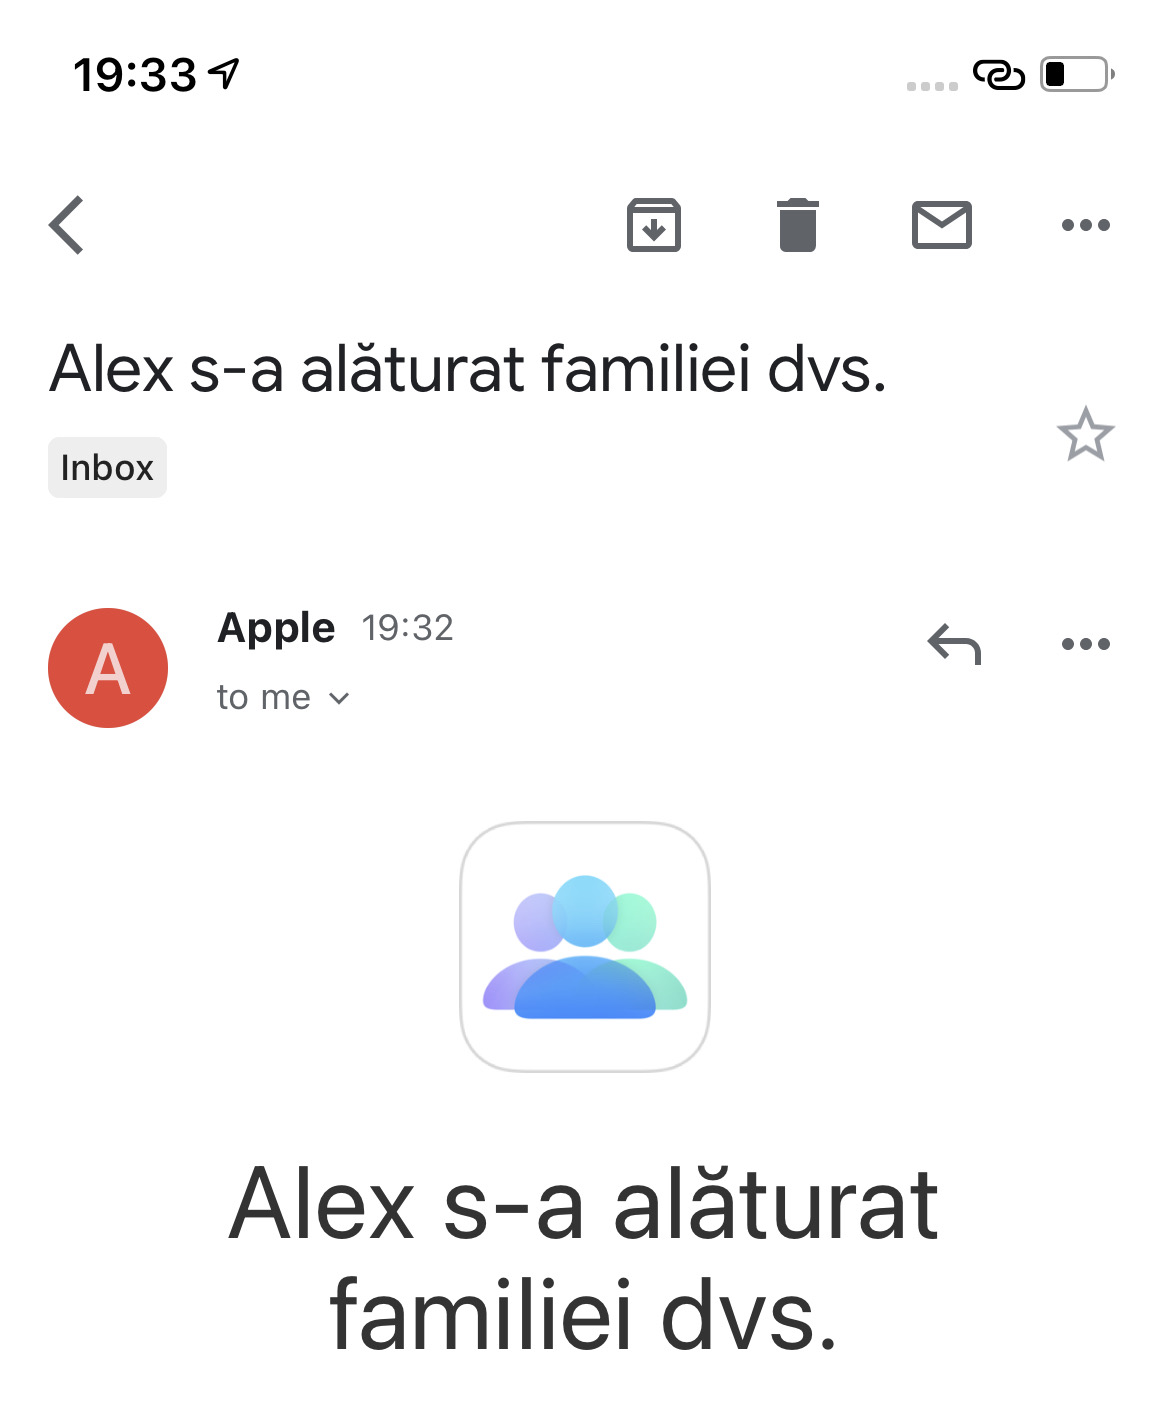 19:33
Alex s-a alăturat familiei dvs.
Inbox
A
Apple 19:32
to me
Alex s-a alăturat
familiei dvs.